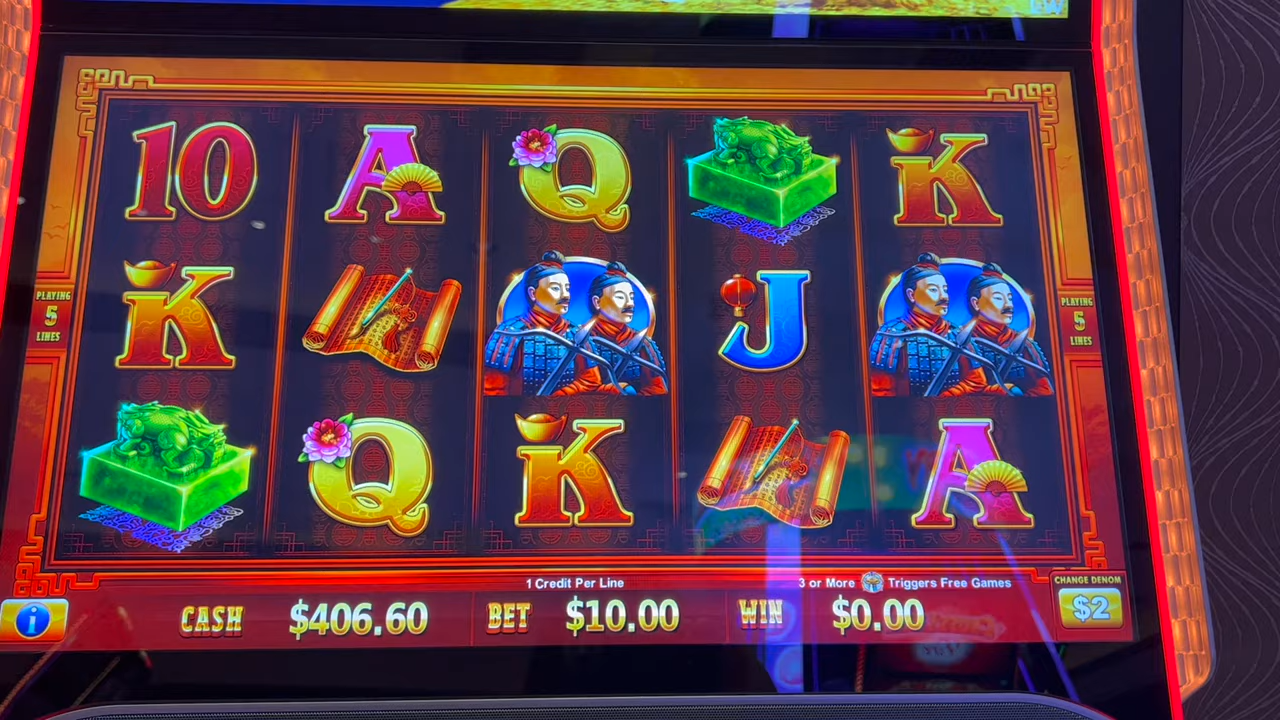 10 A Q K
PLAYING
5
LINES
K J
PLAYING
5
LINES
Q K A
1 Credit Per Line
3 or More Triggers Free Games
CHANGE DENOM
$2
i
CASH $406.60 BET $10.00 WIN $0.00